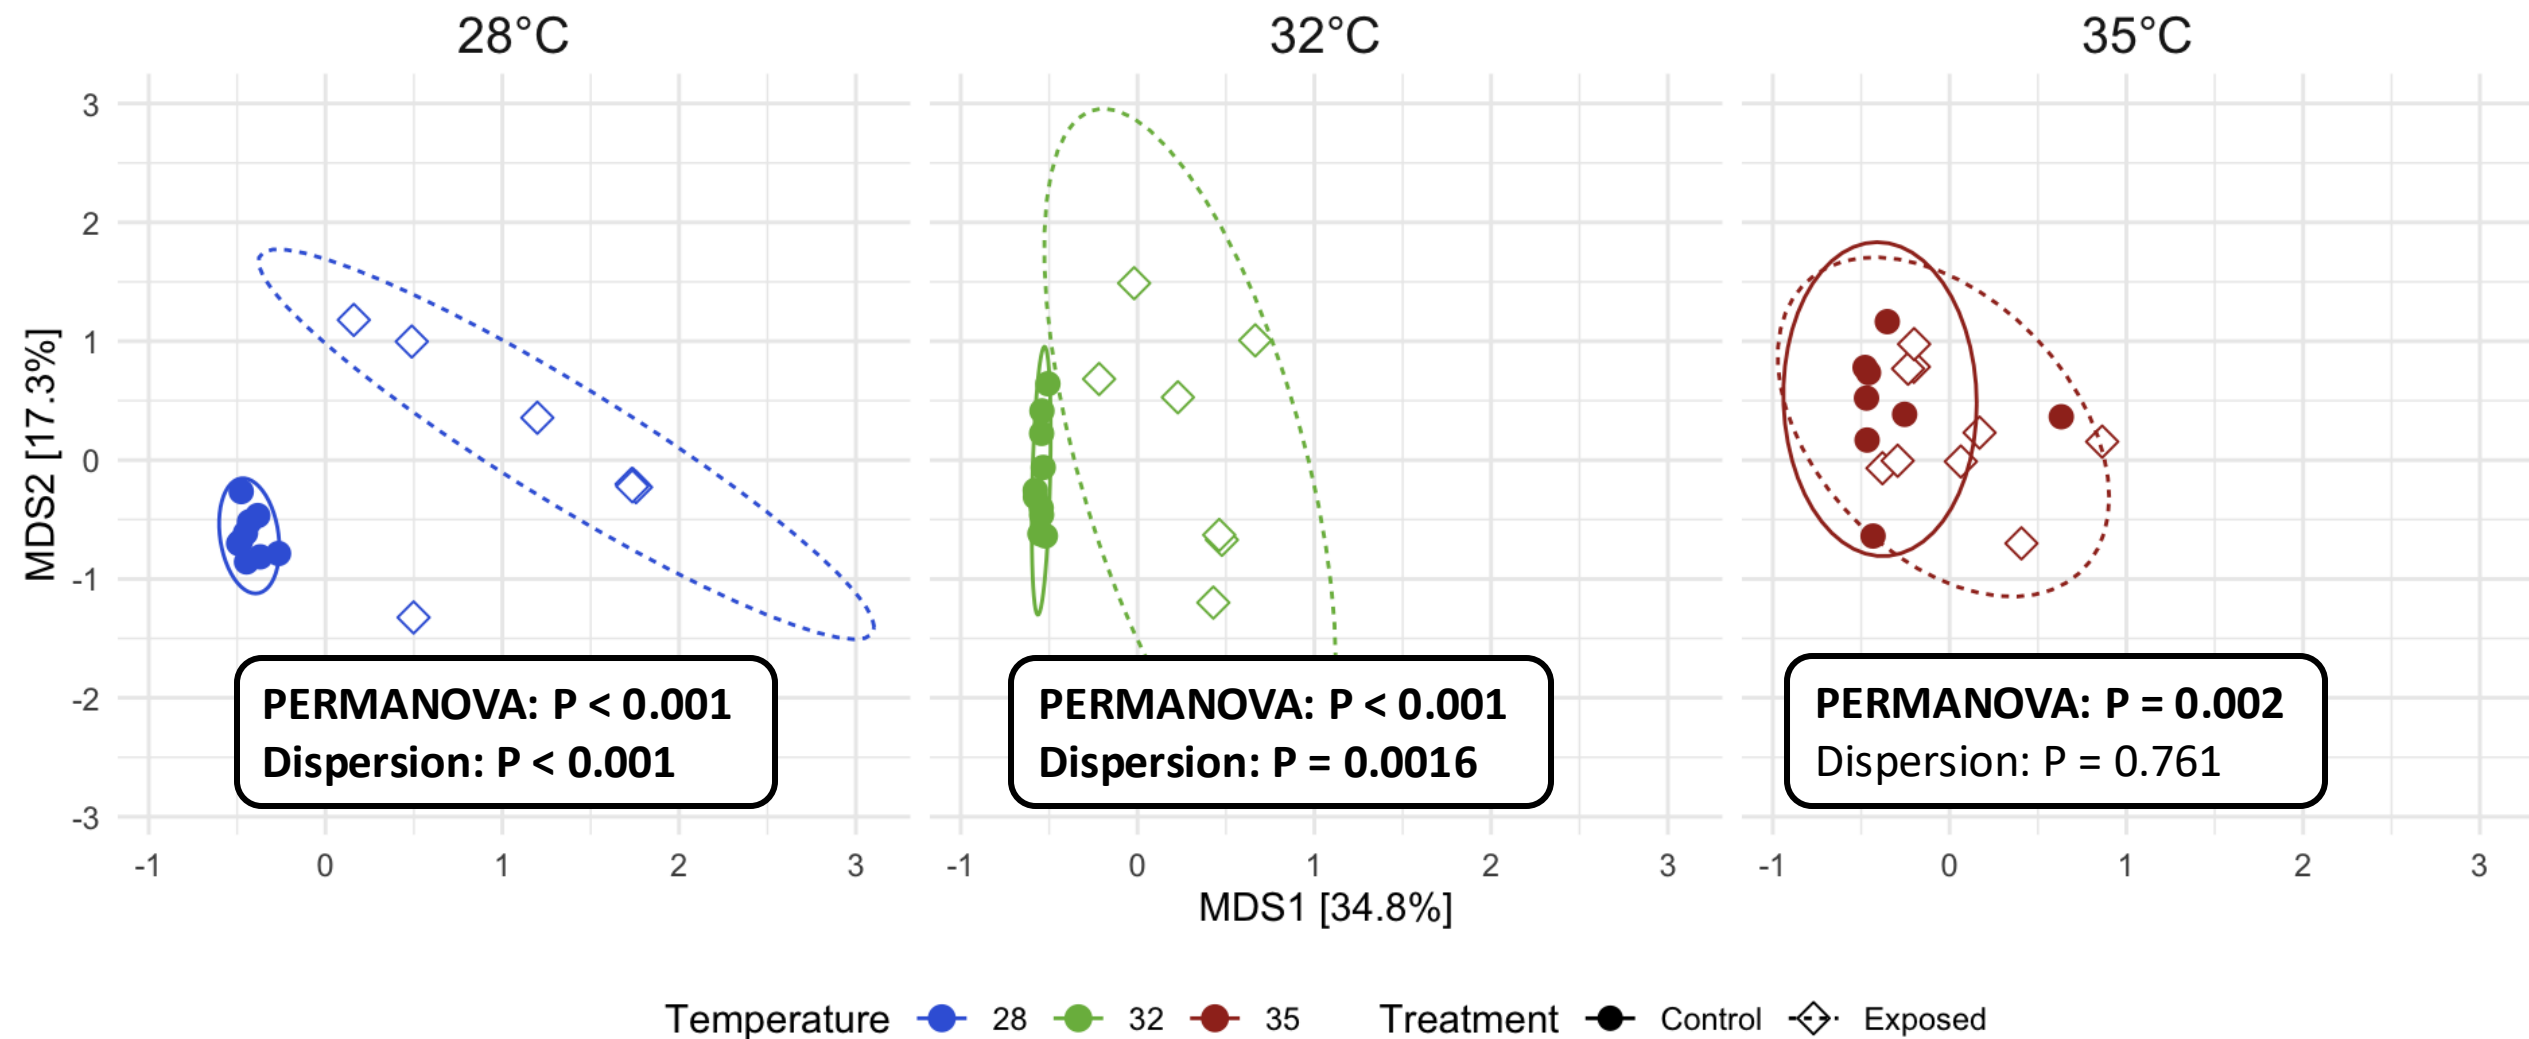 28°C 32°C 35°C
3
2
1
0
-1
-2
-3
MDS2 [17.3%]
PERMANOVA: P < 0.001
Dispersion: P < 0.001
PERMANOVA: P < 0.001
Dispersion: P = 0.0016
PERMANOVA: P = 0.002
Dispersion: P = 0.761
-1 0 1 2 3 -1 0 1 2 3 -1 0 1 2 3
MDS1 [34.8%]
Temperature 28 32 35 Treatment Control Exposed